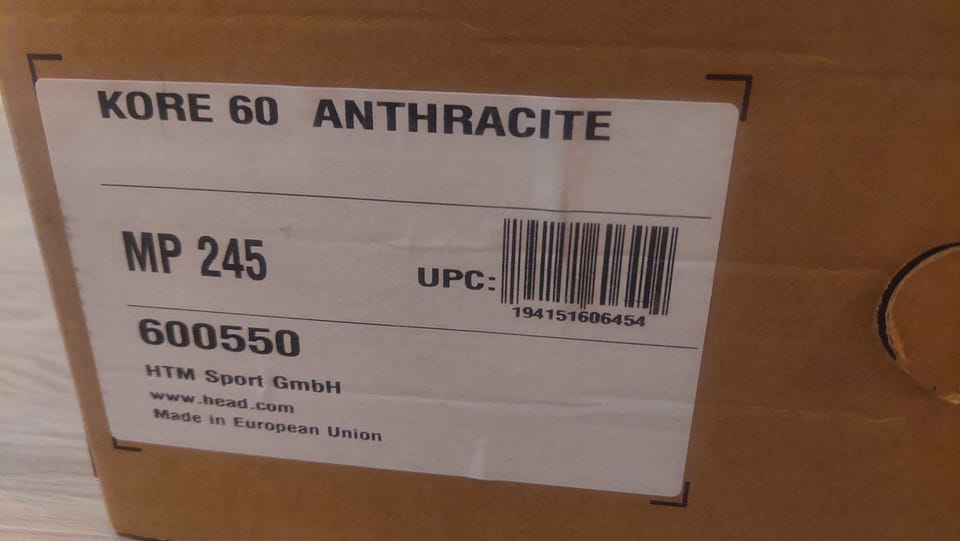 KORE 60 ANTHRACITE
MP 245
UPC:
194151606454
600550
HTM Sport GmbH
www.head.com
Made in European Union